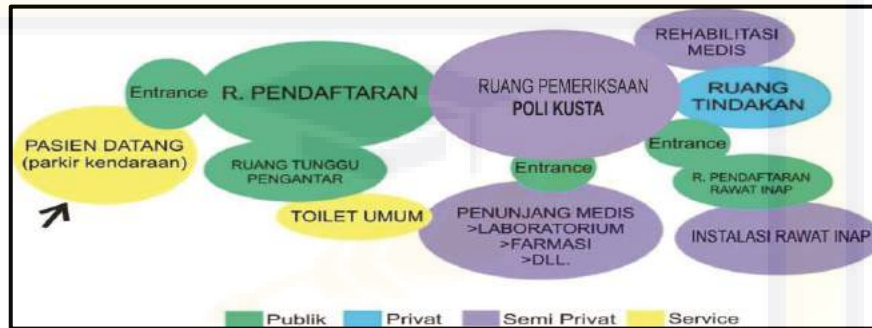 REHABILITASI
MEDIS
Entrance
R. PENDAFTARAN
RUANG PEMERIKSAAN
POLI KUSTA
RUANG
TINDAKAN
PASIEN DATANG
(parkir kendaraan)
RUANG TUNGGU
PENGANTAR
Entrance
Entrance
R. PENDAFTARAN
RAWAT INAP
TOILET UMUM
PENUNJANG MEDIS
>LABORATORIUM
>FARMASI
>DLL.
INSTALASI RAWAT INAP
Publik
Privat
Semi Privat
Service